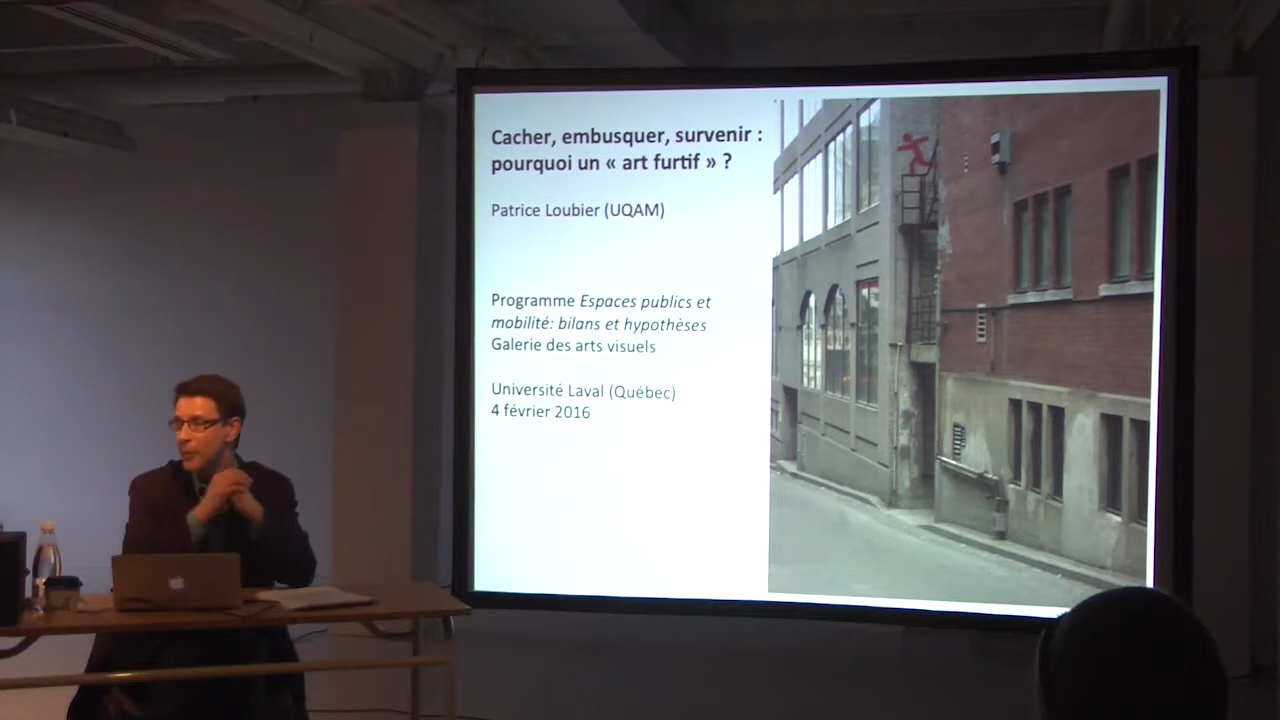 Cacher, embusquer, survenir :
pourquoi un « art furtif » ?
Patrice Loubier (UQAM)
Programme Espaces publics et
mobilité: bilans et hypothèses
Galerie des arts visuels
Université Laval (Québec)
4 février 2016